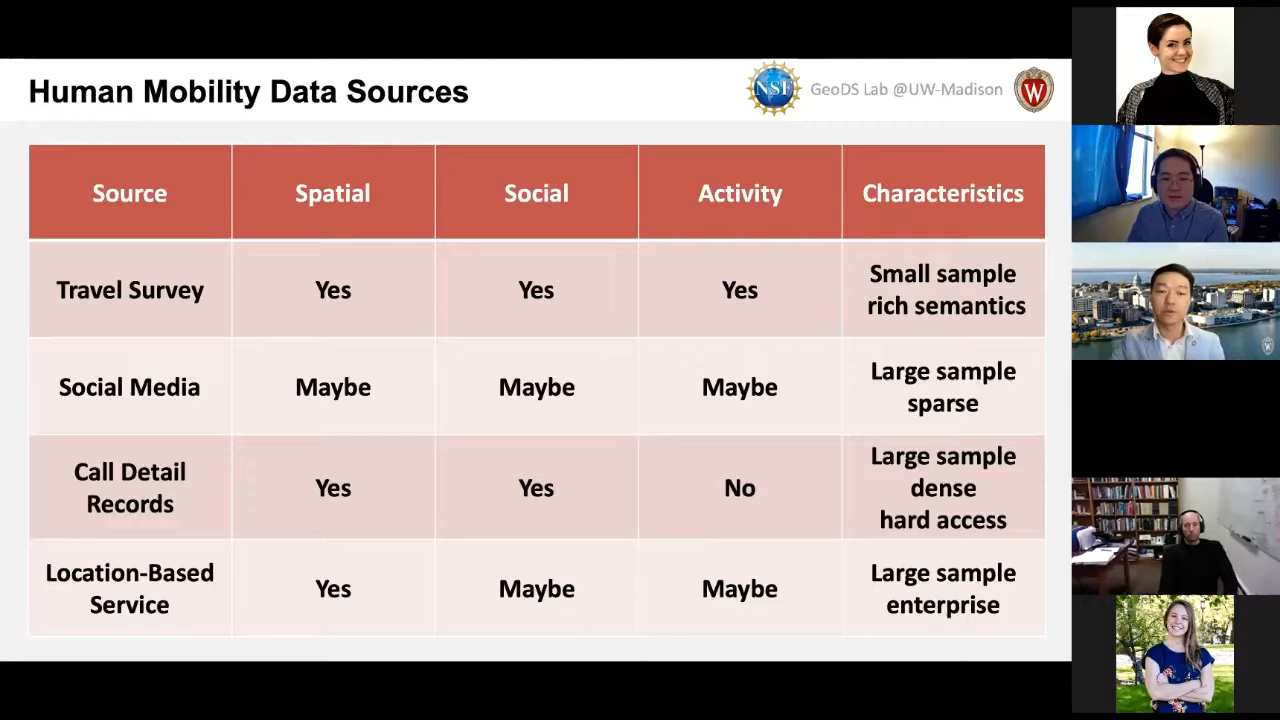 Human Mobility Data Sources
NSF
GeoDS Lab @UW-Madison
W
Source Spatial Social Activity Characteristics
Travel Survey Yes Yes Yes Small sample
rich semantics
Social Media Maybe Maybe Maybe Large sample
sparse
Call Detail
Records Yes Yes No Large sample
dense
hard access
Location-Based
Service Yes Maybe Maybe Large sample
enterprise